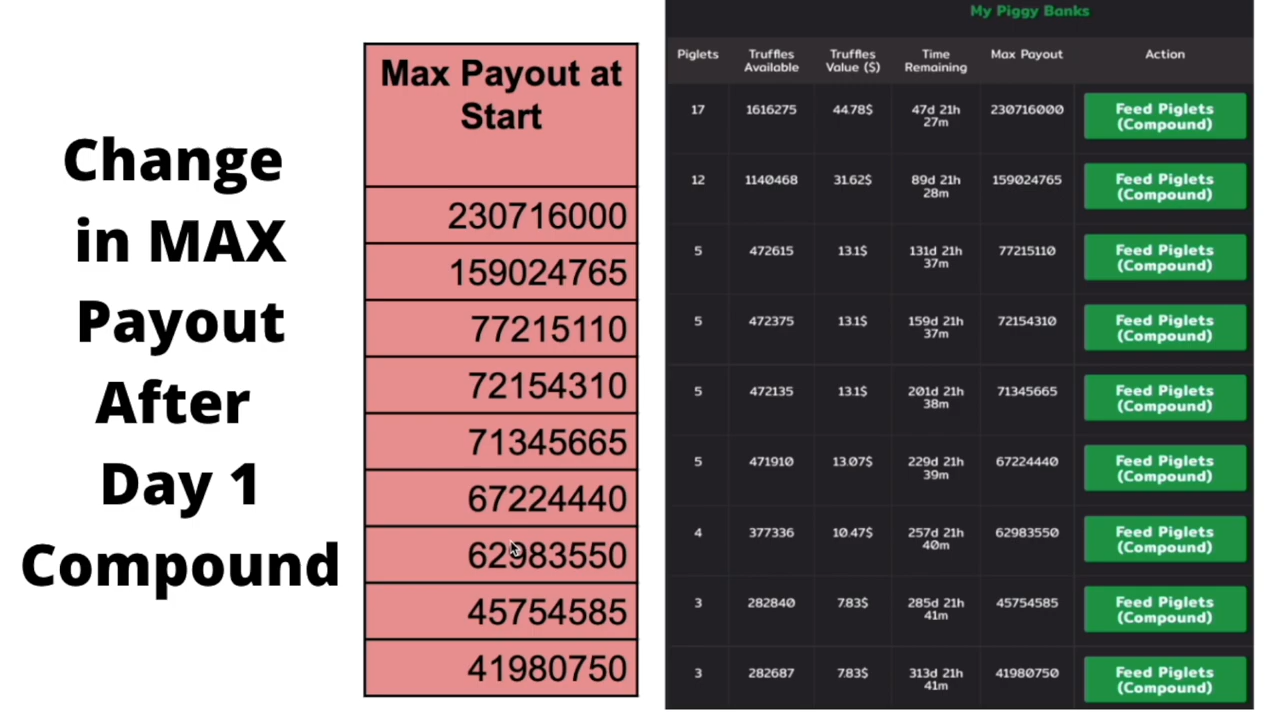 Change
in MAX
Payout
After
Day 1
Compound
Max Payout at
Start
230716000
159024765
77215110
72154310
71345665
67224440
62983550
45754585
41980750
My Piggy Banks
Piglets Truffles Available Truffles Value ($) Time Remaining Max Payout Action
17 1616275 44.78$ 47d 21h 27m 230716000 Feed Piglets (Compound)
12 1140468 31.62$ 89d 21h 28m 159024765 Feed Piglets (Compound)
5 472615 13.1$ 131d 21h 37m 77215110 Feed Piglets (Compound)
5 472375 13.1$ 159d 21h 37m 72154310 Feed Piglets (Compound)
5 472135 13.1$ 201d 21h 38m 71345665 Feed Piglets (Compound)
5 471910 13.07$ 229d 21h 39m 67224440 Feed Piglets (Compound)
4 377336 10.47$ 257d 21h 40m 62983550 Feed Piglets (Compound)
3 282840 7.83$ 285d 21h 41m 45754585 Feed Piglets (Compound)
3 282687 7.83$ 313d 21h 41m 41980750 Feed Piglets (Compound)